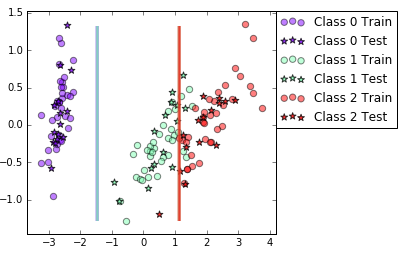 1.5
1.0
0.5
0.0
−0.5
−1.0
−3 −2 −1 0 1 2 3 4
Class 0 Train
Class 0 Test
Class 1 Train
Class 1 Test
Class 2 Train
Class 2 Test